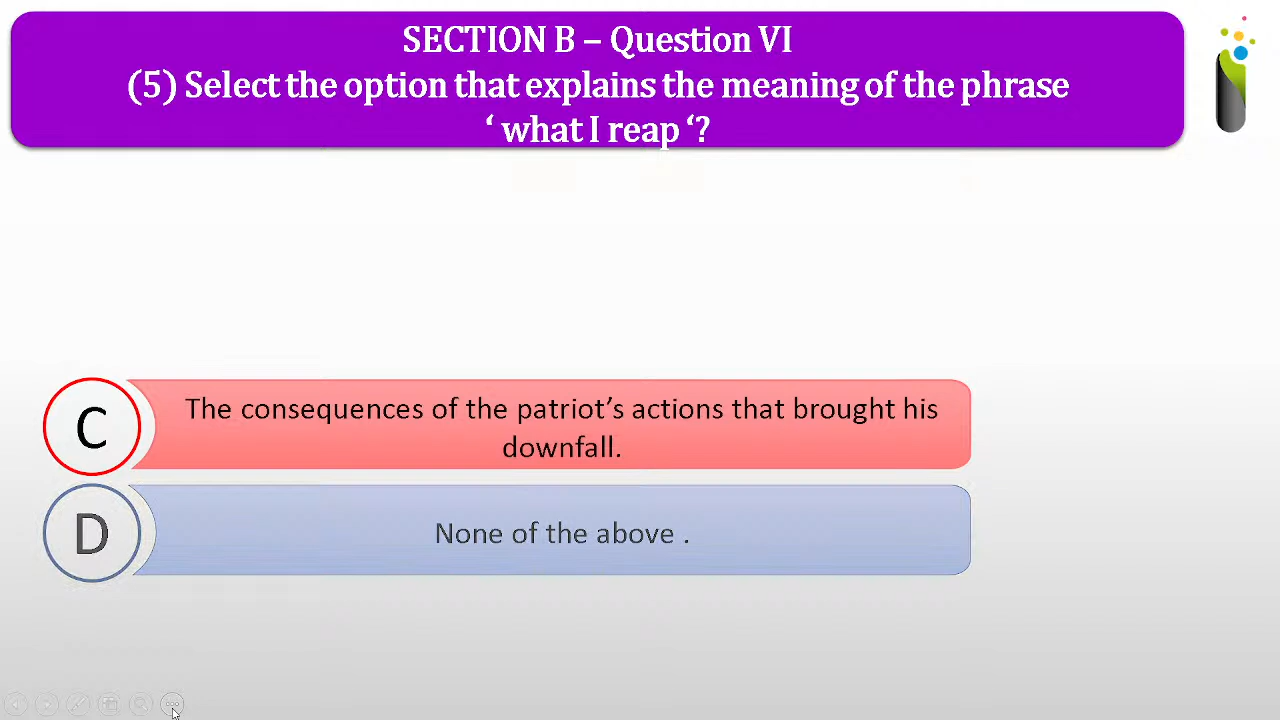 SECTION B – Question VI
(5) Select the option that explains the meaning of the phrase
‘ what I reap ‘?
C
The consequences of the patriot’s actions that brought his
downfall.
D
None of the above .